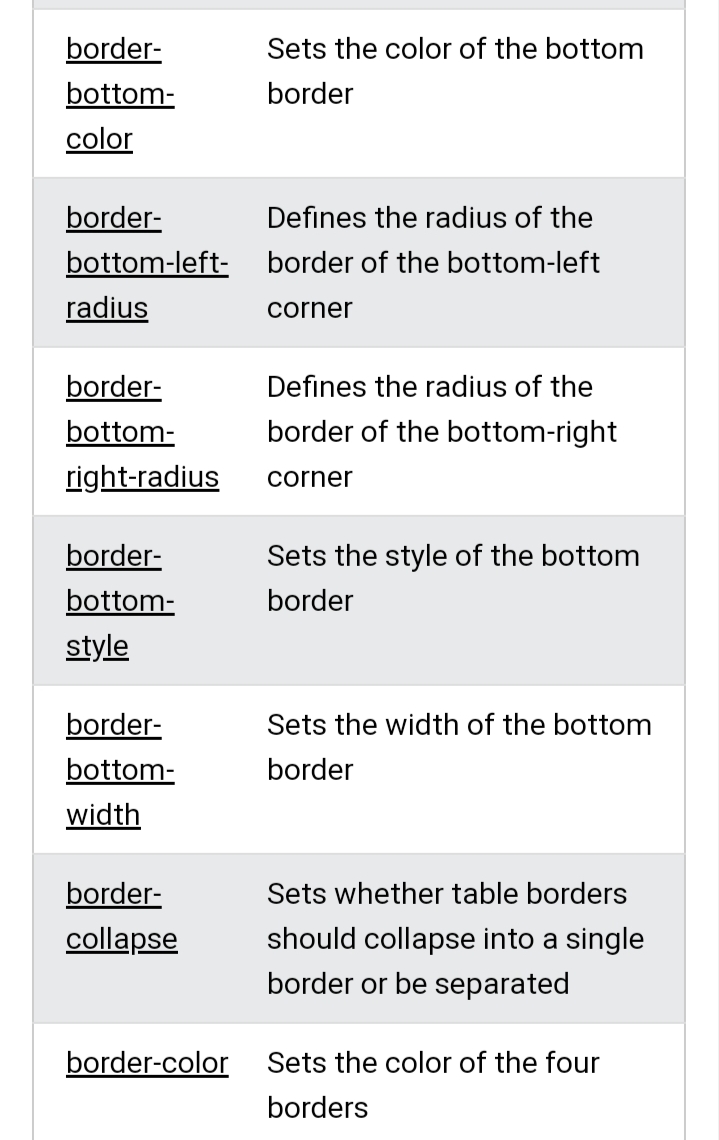 border-
bottom-
color
Sets the color of the bottom
border
border-
bottom-left-
radius
Defines the radius of the
border of the bottom-left
corner
border-
bottom-
right-radius
Defines the radius of the
border of the bottom-right
corner
border-
bottom-
style
Sets the style of the bottom
border
border-
bottom-
width
Sets the width of the bottom
border
border-
collapse
Sets whether table borders
should collapse into a single
border or be separated
border-color
Sets the color of the four
borders